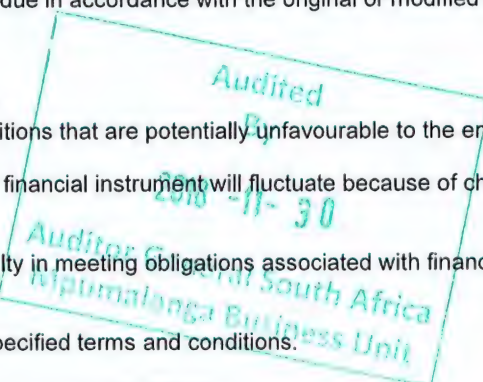 due in accordance with the original or modified
Audited
By
itions that are potentially unfavourable to the en
financial instrument will fluctuate because of ch
2018 -11- 30
Auditor General South Africa
lty in meeting obligations associated with financ
Mpumalanga Business Unit
pecified terms and conditions.